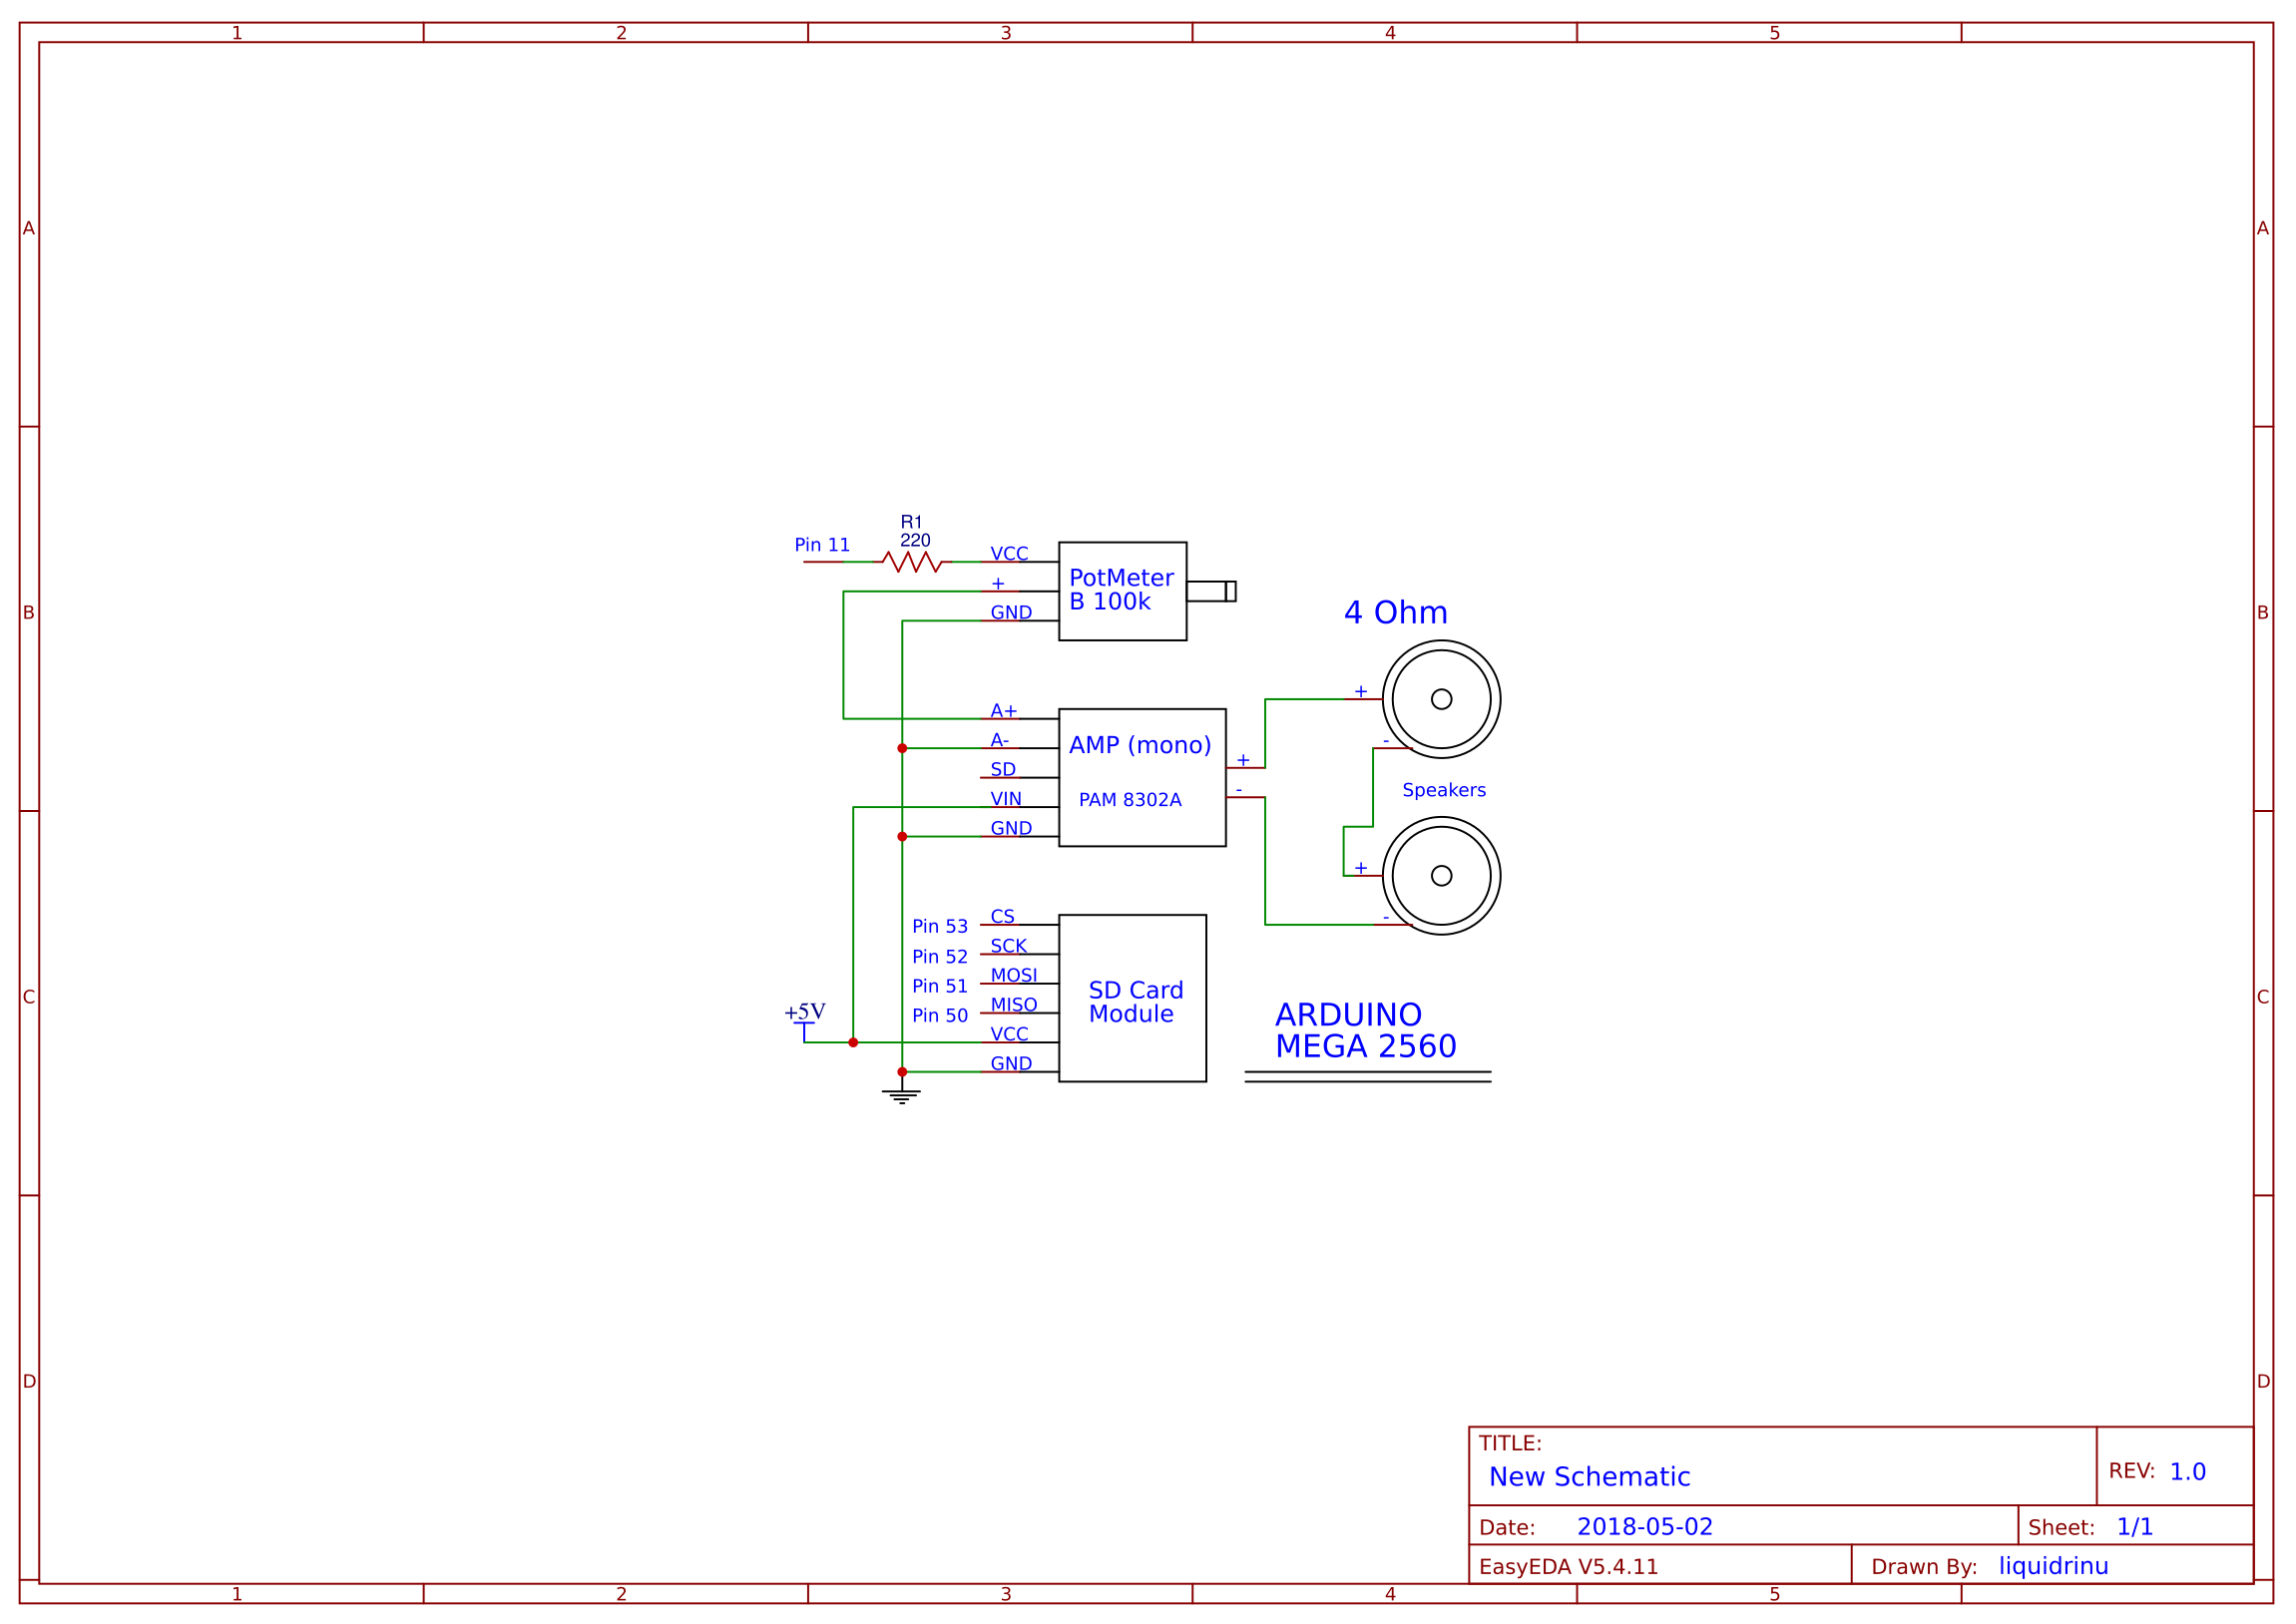 1 2 3 4 5
A A
R1
220
Pin 11
VCC
+
GND
PotMeter
B 100k
B B
4 Ohm
+
-
A+
A-
SD
VIN
GND
AMP (mono)
PAM 8302A
+
-
Speakers
+
-
Pin 53 CS
Pin 52 SCK
Pin 51 MOSI
Pin 50 MISO
VCC
GND
SD Card
Module
+5V
C C
ARDUINO
MEGA 2560
D D
TITLE:
New Schematic
REV: 1.0
Date: 2018-05-02
Sheet: 1/1
EasyEDA V5.4.11
Drawn By: liquidrinu
1 2 3 4 5